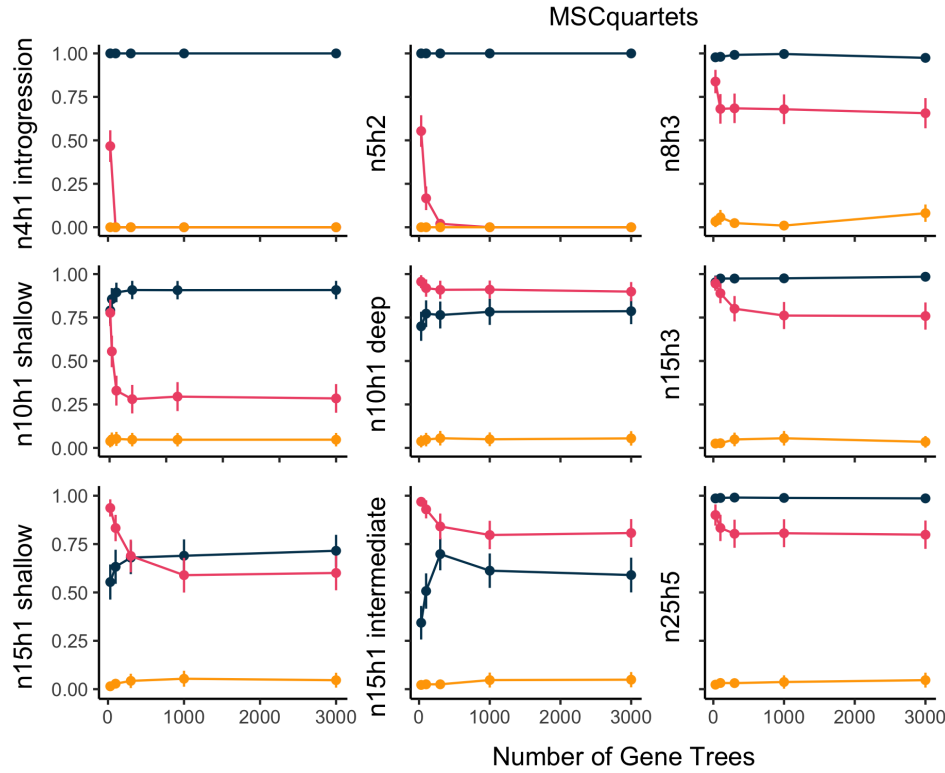 MSCquartets
n4h1 introgression
1.00
0.75
0.50
0.25
0.00
n5h2
n8h3
n10h1 shallow
1.00
0.75
0.50
0.25
0.00
n10h1 deep
n15h3
n15h1 shallow
1.00
0.75
0.50
0.25
0.00
n15h1 intermediate
n25h5
0 1000 2000 3000
0 1000 2000 3000
0 1000 2000 3000
Number of Gene Trees